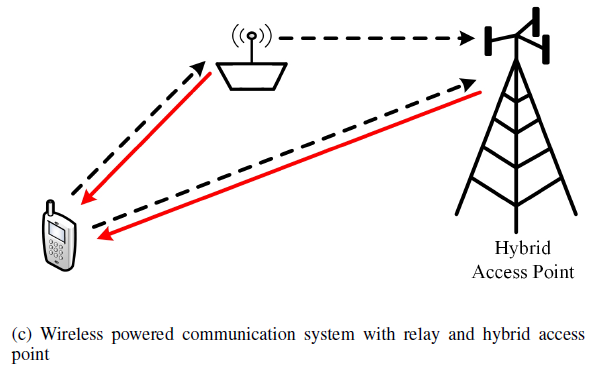 Hybrid
Access Point
(c) Wireless powered communication system with relay and hybrid access
point